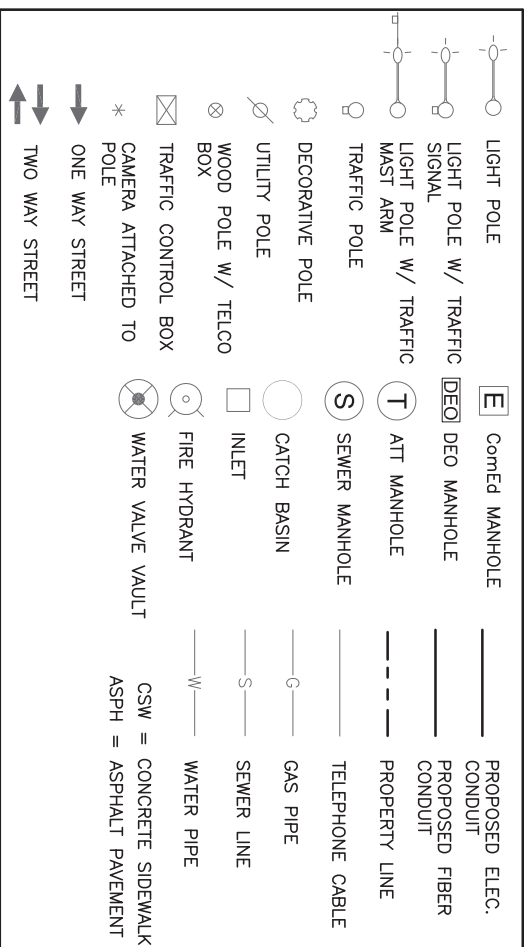 LIGHT POLE
LIGHT POLE W/ TRAFFIC
SIGNAL
LIGHT POLE W/ TRAFFIC
MAST ARM
TRAFFIC POLE
DECORATIVE POLE
UTILITY POLE
WOOD POLE W/ TELCO
BOX
TRAFFIC CONTROL BOX
CAMERA ATTACHED TO
POLE
ONE WAY STREET
TWO WAY STREET
E ComEd MANHOLE
DEO DEO MANHOLE
T ATT MANHOLE
S SEWER MANHOLE
CATCH BASIN
INLET
FIRE HYDRANT
WATER VALVE VAULT
PROPOSED ELEC.
CONDUIT
PROPOSED FIBER
CONDUIT
PROPERTY LINE
TELEPHONE CABLE
G GAS PIPE
S SEWER LINE
W WATER PIPE
CSW = CONCRETE SIDEWALK
ASPH = ASPHALT PAVEMENT